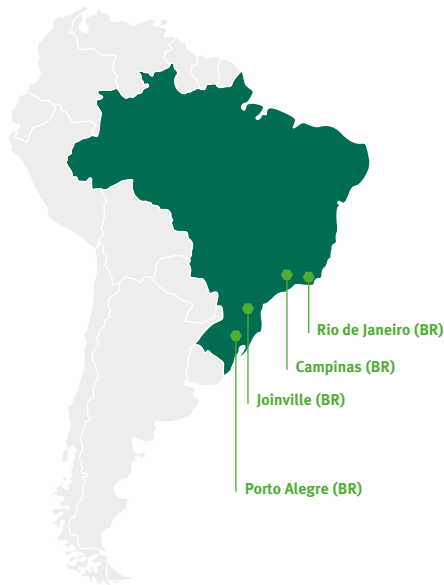 Rio de Janeiro (BR)
Campinas (BR)
Joinville (BR)
Porto Alegre (BR)